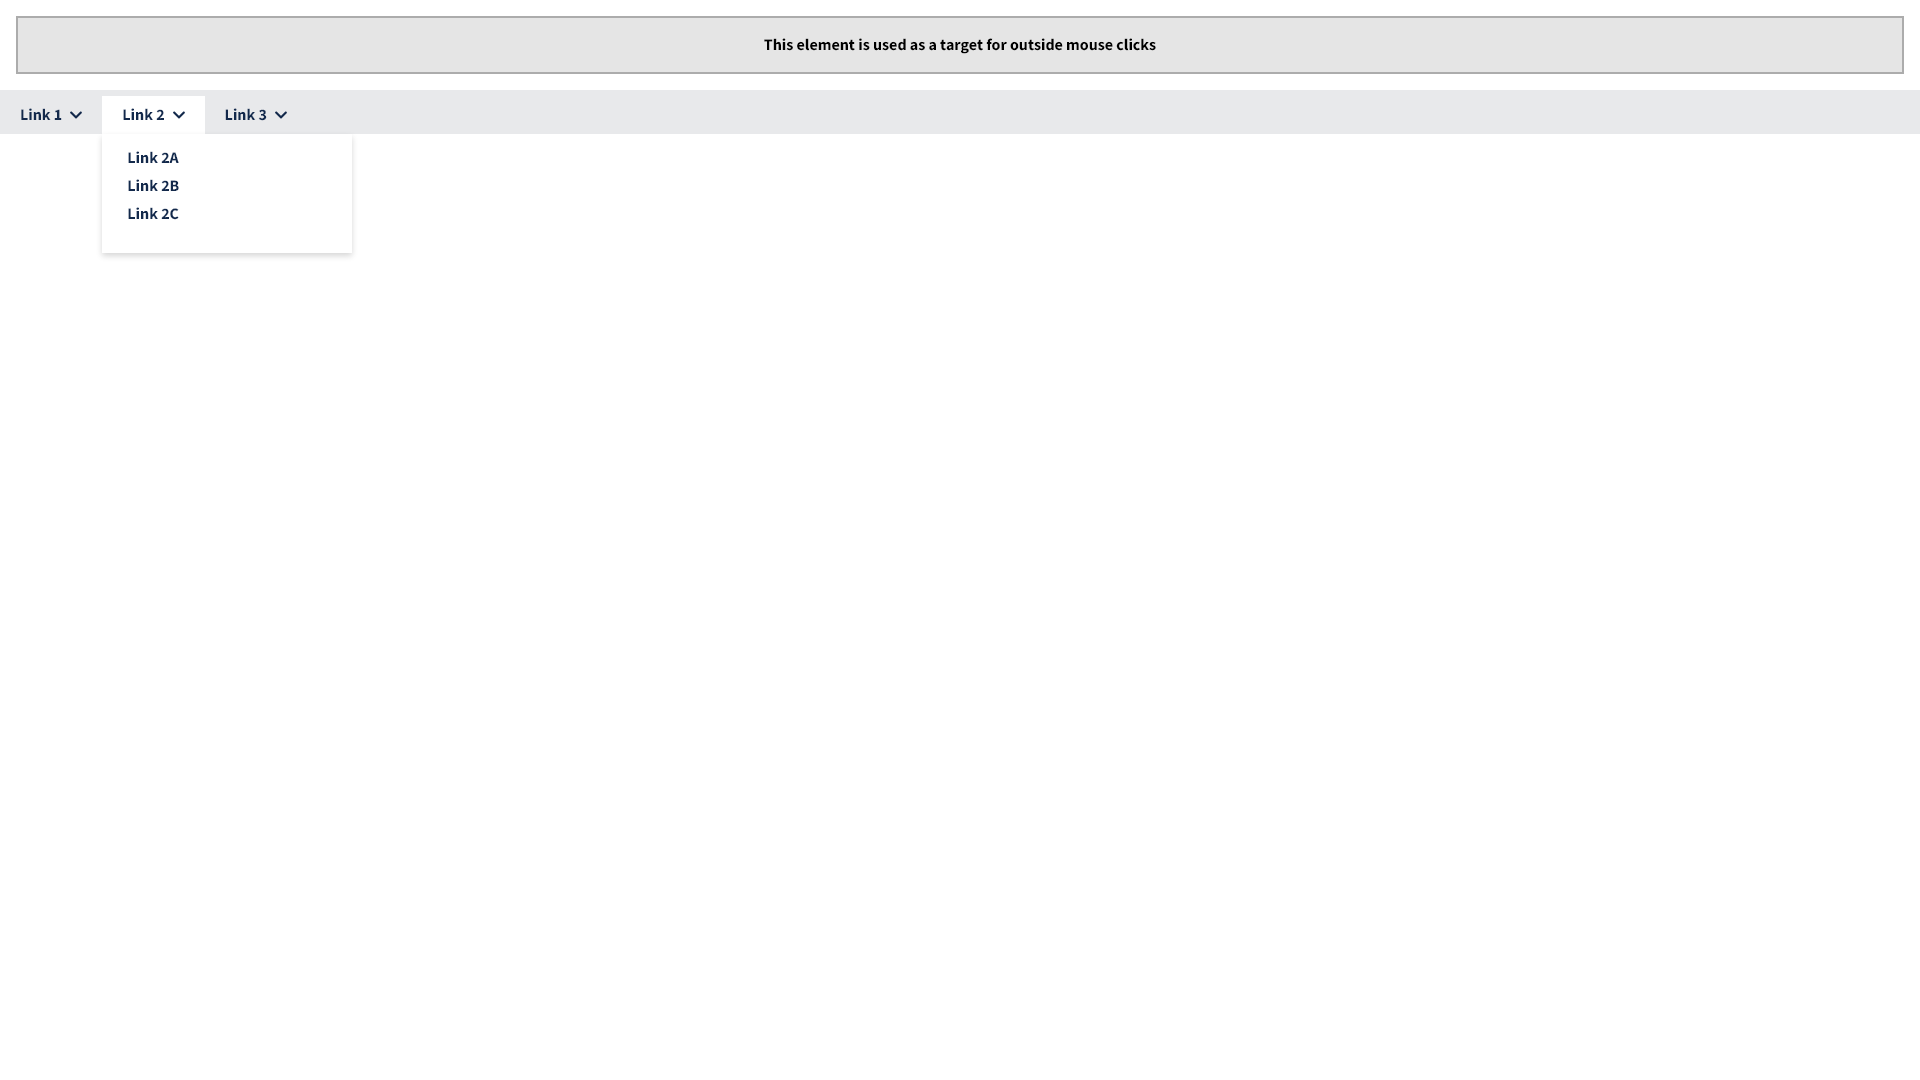 This element is used as a target for outside mouse clicks
Link 1 Link 2 Link 3
Link 2A
Link 2B
Link 2C